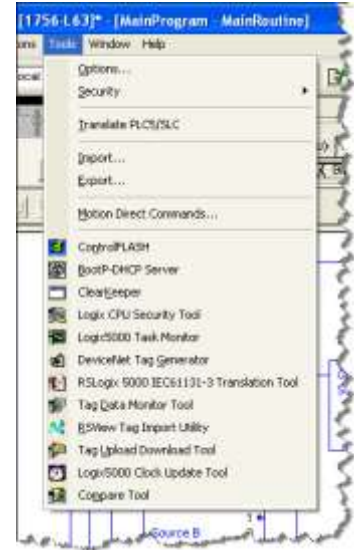 [1756-L63]* - [MainProgram - MainRoutine]
Tools Window Help
Options...
Security
Translate PLC5/SLC
Import...
Export...
Motion Direct Commands...
ControlFLASH
BootP-DHCP Server
ClearKeeper
Logix CPU Security Tool
Logix5000 Task Monitor
DeviceNet Tag Generator
RSLogix 5000 IEC61131-3 Translation Tool
Tag Data Monitor Tool
RSView Tag Import Utility
Tag Upload Download Tool
Logix5000 Clock Update Tool
Compare Tool
Source B